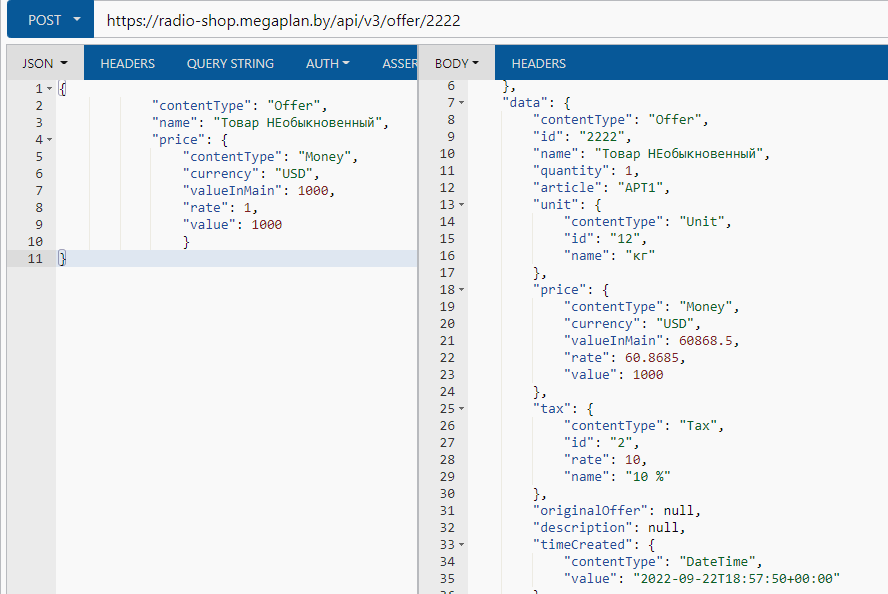 POST https://radio-shop.megaplan.by/api/v3/offer/2222
JSON HEADERS QUERY STRING AUTH ASSER
1 {
2 "contentType": "Offer",
3 "name": "Товар НЕобыкновенный",
4 "price": {
5 "contentType": "Money",
6 "currency": "USD",
7 "valueInMain": 1000,
8 "rate": 1,
9 "value": 1000
10 }
11 }
BODY HEADERS
6 },
7 "data": {
8 "contentType": "Offer",
9 "id": "2222",
10 "name": "Товар НЕобыкновенный",
11 "quantity": 1,
12 "article": "АРТ1",
13 "unit": {
14 "contentType": "Unit",
15 "id": "12",
16 "name": "кг"
17 },
18 "price": {
19 "contentType": "Money",
20 "currency": "USD",
21 "valueInMain": 60868.5,
22 "rate": 60.8685,
23 "value": 1000
24 },
25 "tax": {
26 "contentType": "Tax",
27 "id": "2",
28 "rate": 10,
29 "name": "10 %"
30 },
31 "originalOffer": null,
32 "description": null,
33 "timeCreated": {
34 "contentType": "DateTime",
35 "value": "2022-09-22T18:57:50+00:00"